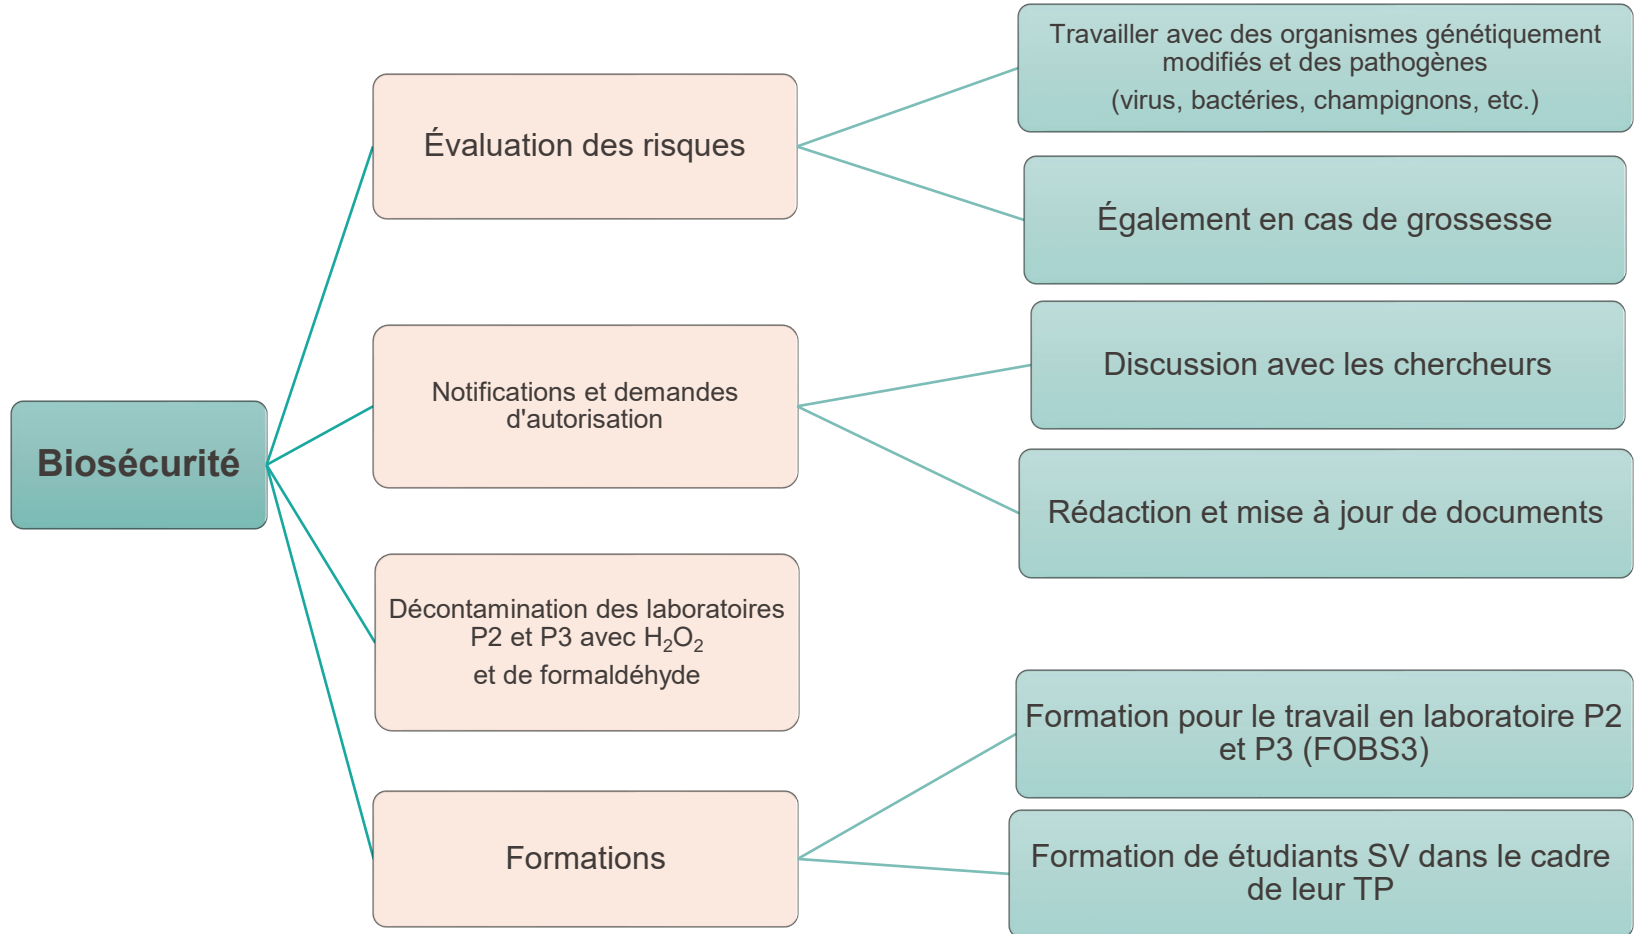 Biosécurité
Évaluation des risques
Travailler avec des organismes génétiquement
modifiés et des pathogènes
(virus, bactéries, champignons, etc.)
Également en cas de grossesse
Notifications et demandes
d'autorisation
Discussion avec les chercheurs
Rédaction et mise à jour de documents
Décontamination des laboratoires
P2 et P3 avec H₂O₂
et de formaldéhyde
Formations
Formation pour le travail en laboratoire P2
et P3 (FOBS3)
Formation de étudiants SV dans le cadre
de leur TP